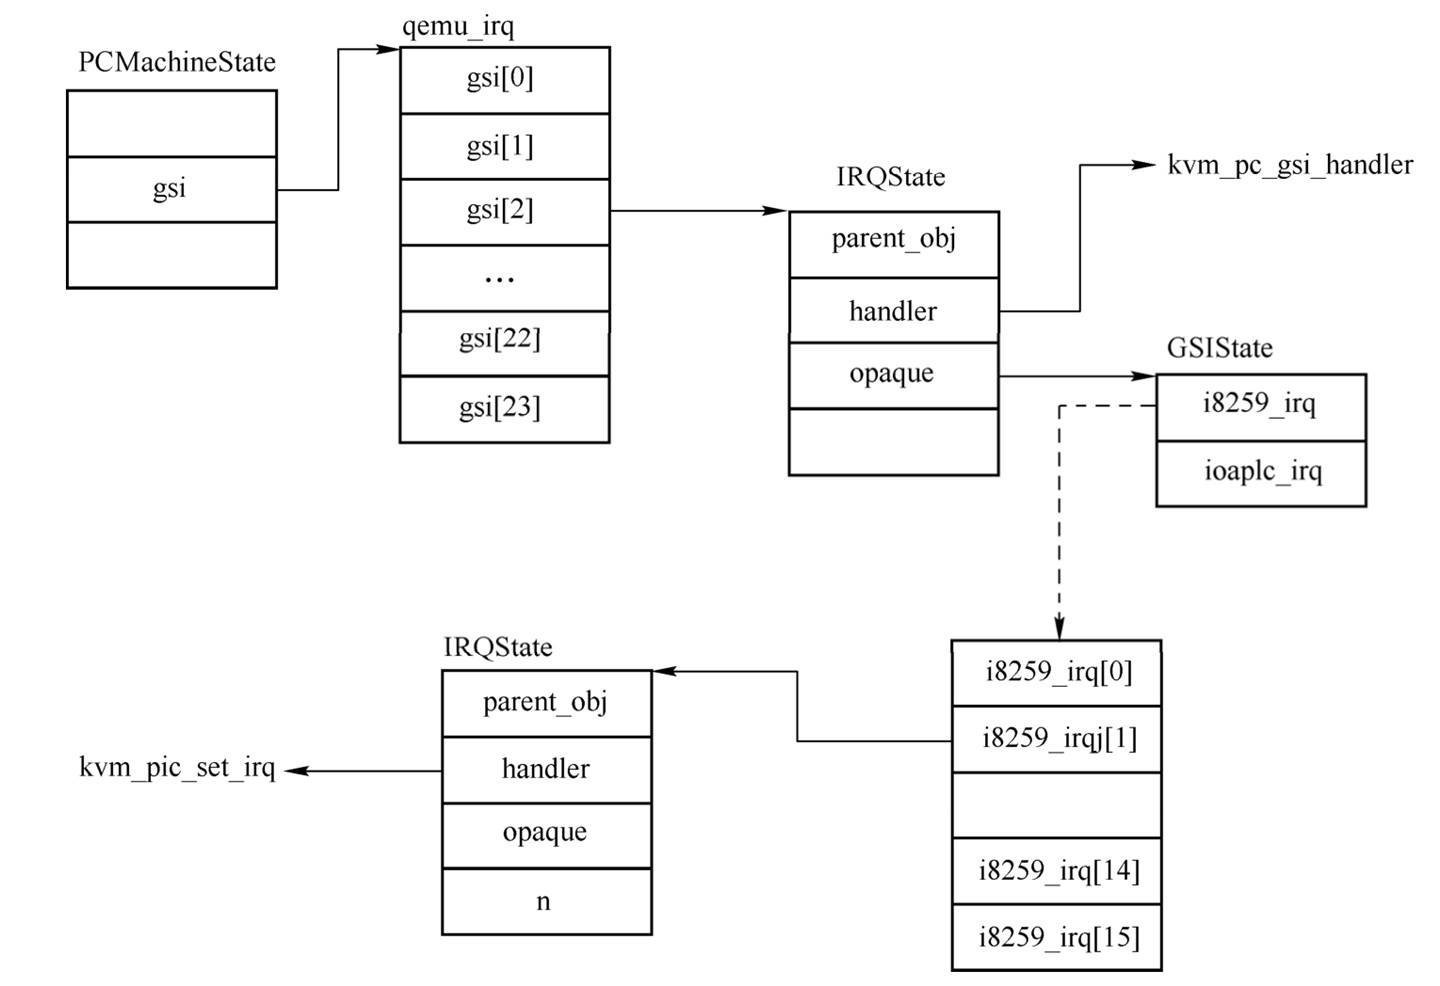 qemu_irq
PCMachineState
gsi
gsi[0]
gsi[1]
gsi[2]
...
gsi[22]
gsi[23]
IRQState
parent_obj
handler
opaque
kvm_pc_gsi_handler
GSIState
i8259_irq
ioaplc_irq
i8259_irq[0]
i8259_irqj[1]
i8259_irq[14]
i8259_irq[15]
IRQState
parent_obj
handler
opaque
n
kvm_pic_set_irq